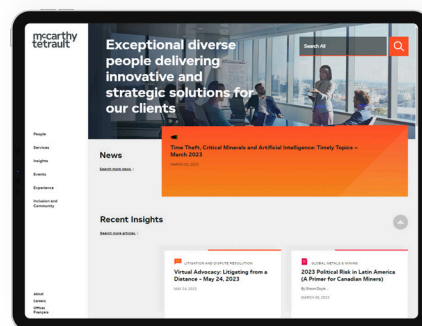 mccarthy
tetrault
Exceptional diverse
people delivering
innovative and
strategic solutions for
our clients
Search All
People
Services
Insights
Events
Experience
Inclusion and
Community
About
Careers
Offices
Français
News
Search more news
Time Theft, Critical Minerals and Artificial Intelligence: Timely Topics –
March 2023
MARCH 20, 2023
Recent Insights
Search more articles
LITIGATION AND DISPUTE RESOLUTION
Virtual Advocacy: Litigating from a
Distance - May 24, 2023
MAY 24, 2023
GLOBAL METALS & MINING
2023 Political Risk in Latin America
(A Primer for Canadian Miners)
By Shawn Doyle